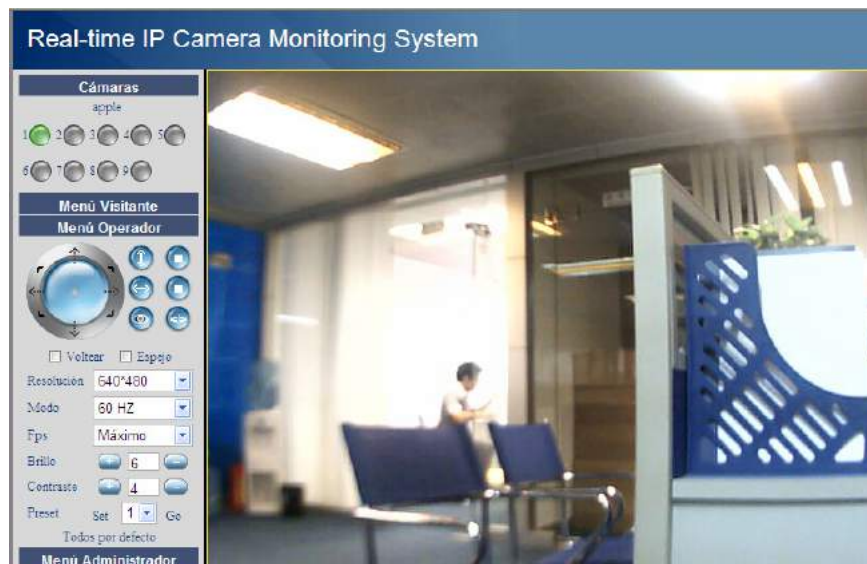 Real-time IP Camera Monitoring System
Cámaras
apple
1 2 3 4 5
6 7 8 9
Menú Visitante
Menú Operador
Voltear Espejo
Resolución 640*480
Modo 60 HZ
Fps Máximo
Brillo 6
Contraste 4
Preset Set 1 Go
Todos por defecto
Menú Administrador